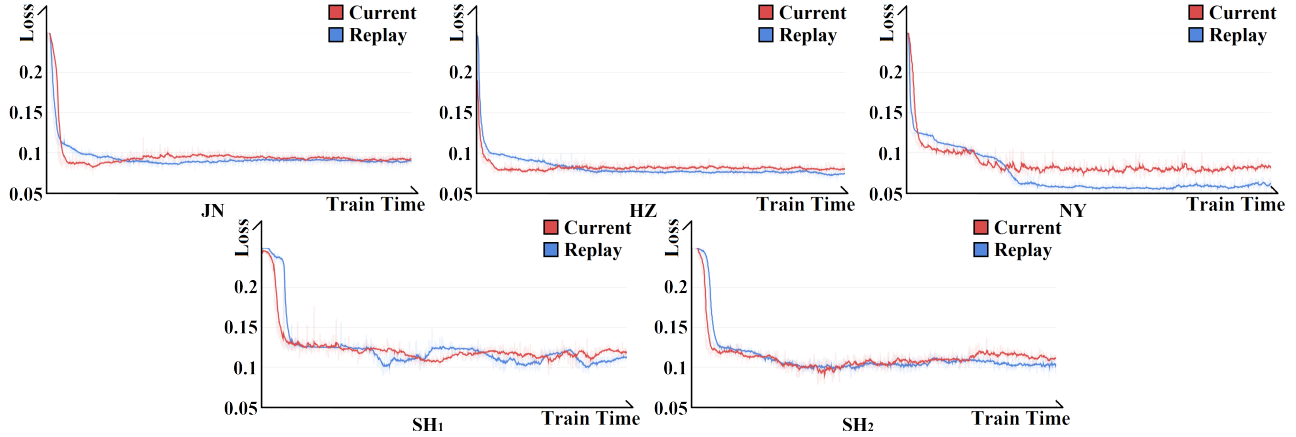 Loss
Current
Replay
0.2
0.15
0.1
0.05
Train Time
JN
Loss
Current
Replay
0.2
0.15
0.1
0.05
Train Time
HZ
Loss
Current
Replay
0.2
0.15
0.1
0.05
Train Time
NY
Loss
Current
Replay
0.2
0.15
0.1
0.05
Train Time
SH₁
Loss
Current
Replay
0.2
0.15
0.1
0.05
Train Time
SH₂